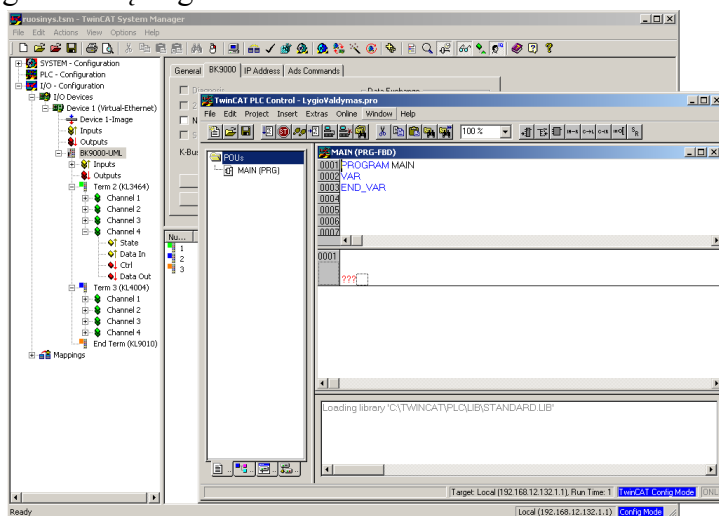 ruosinys.tsm - TwinCAT System Manager
File Edit Actions View Options Help
SYSTEM - Configuration
PLC - Configuration
I/O - Configuration
I/O Devices
Device 1 (Virtual-Ethernet)
Device 1-Image
Inputs
Outputs
BK9000-UML
Inputs
Outputs
Term 2 (KL3464)
Channel 1
Channel 2
Channel 3
Channel 4
State
Data In
Ctrl
Data Out
Term 3 (KL4004)
Channel 1
Channel 2
Channel 3
Channel 4
End Term (KL9010)
Mappings
General BK9000 IP Address Ads Commands
K-Bu
Nu...
1
2
3
TwinCAT PLC Control - LygioValdymas.pro
File Edit Project Insert Extras Online Window Help
100 %
POUs
MAIN (PRG)
MAIN (PRG-FBD)
0001 PROGRAM MAIN
0002 VAR
0003 END_VAR
0004
0005
0006
0007
0001
???
Loading library 'C:\TWINCAT\PLC\LIB\STANDARD.LIB'
Target: Local (192.168.12.132.1.1), Run Time: 1 TwinCAT Config Mode ONL
Ready Local (192.168.12.132.1.1) Config Mode